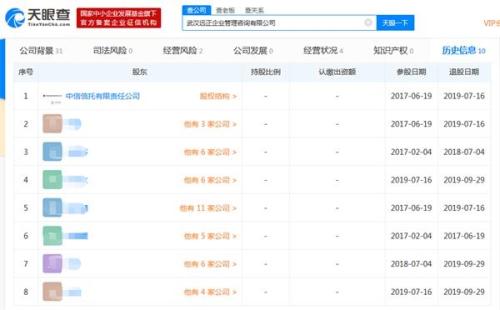 天眼查
TianYanCha.com
国家中小企业发展基金旗下
官方备案企业征信机构
查公司 查老板 查关系
武汉远正企业管理咨询有限公司
天眼一下
VIP会
公司背景 31 司法风险 0 经营风险 2 公司发展 0 经营状况 4 知识产权 0 历史信息 10
序号 股东 持股比例 认缴出资额 参股日期 退股日期
1 中信信托有限责任公司 股权结构 > - - 2017-06-19 2019-07-16
2 他有 3 家公司 > - - 2017-06-19 2019-07-16
3 他有 6 家公司 > - - 2017-02-04 2018-07-04
4 他有 6 家公司 > - - 2019-07-16 2019-09-29
5 他有 11 家公司 > - - 2017-06-19 2019-07-16
6 他有 5 家公司 > - - 2017-02-04 2017-06-19
7 他有 6 家公司 > - - 2018-07-04 2019-09-29
8 他有 4 家公司 > - - 2019-07-16 2019-09-29